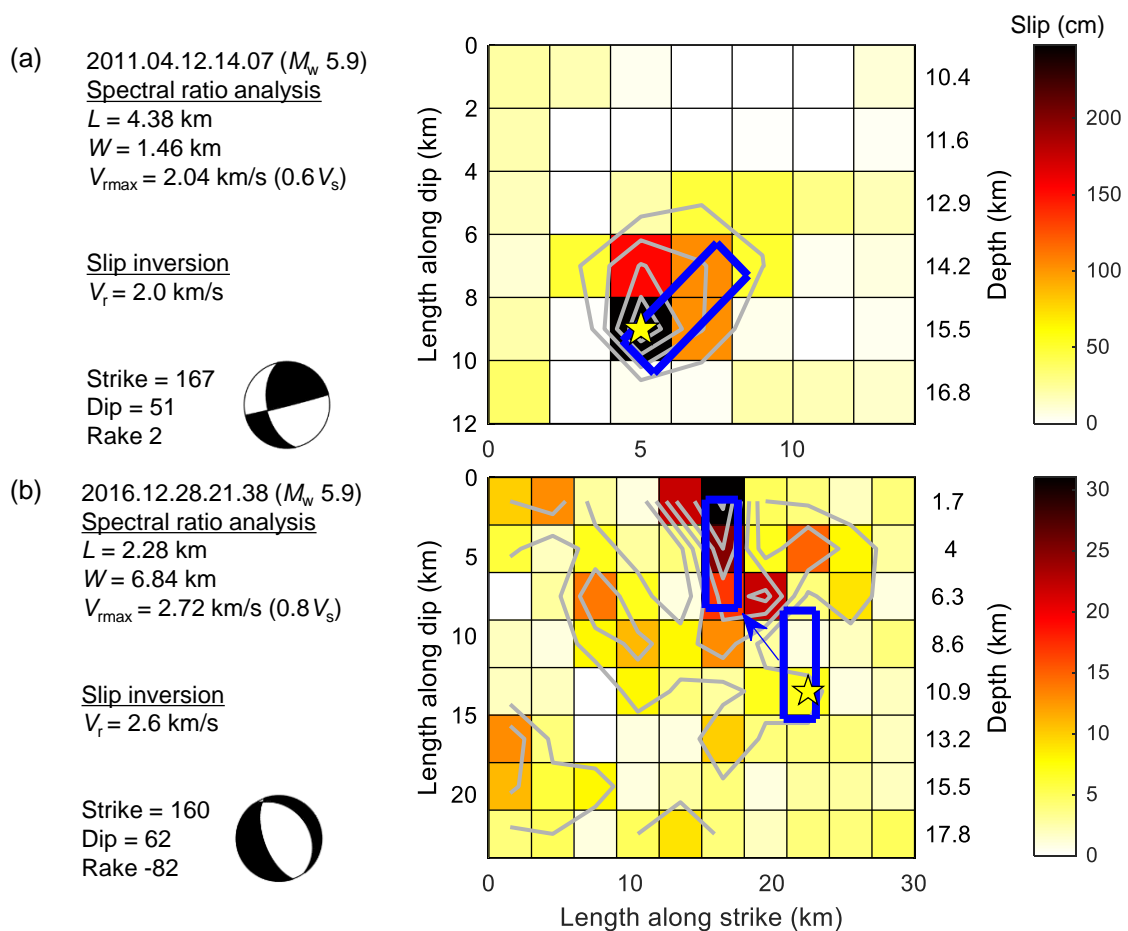 (a)
2011.04.12.14.07 (Mw 5.9)
Spectral ratio analysis
L = 4.38 km
W = 1.46 km
Vrmax = 2.04 km/s (0.6Vs)
Slip inversion
Vr = 2.0 km/s
Strike = 167
Dip = 51
Rake 2
Length along dip (km)
0
2
4
6
8
10
12
0
5
10
10.4
11.6
12.9
14.2
15.5
16.8
Depth (km)
Slip (cm)
200
150
100
50
0
(b)
2016.12.28.21.38 (Mw 5.9)
Spectral ratio analysis
L = 2.28 km
W = 6.84 km
Vrmax = 2.72 km/s (0.8Vs)
Slip inversion
Vr = 2.6 km/s
Strike = 160
Dip = 62
Rake -82
Length along dip (km)
0
5
10
15
20
0
10
20
30
Length along strike (km)
1.7
4
6.3
8.6
10.9
13.2
15.5
17.8
Depth (km)
30
25
20
15
10
5
0